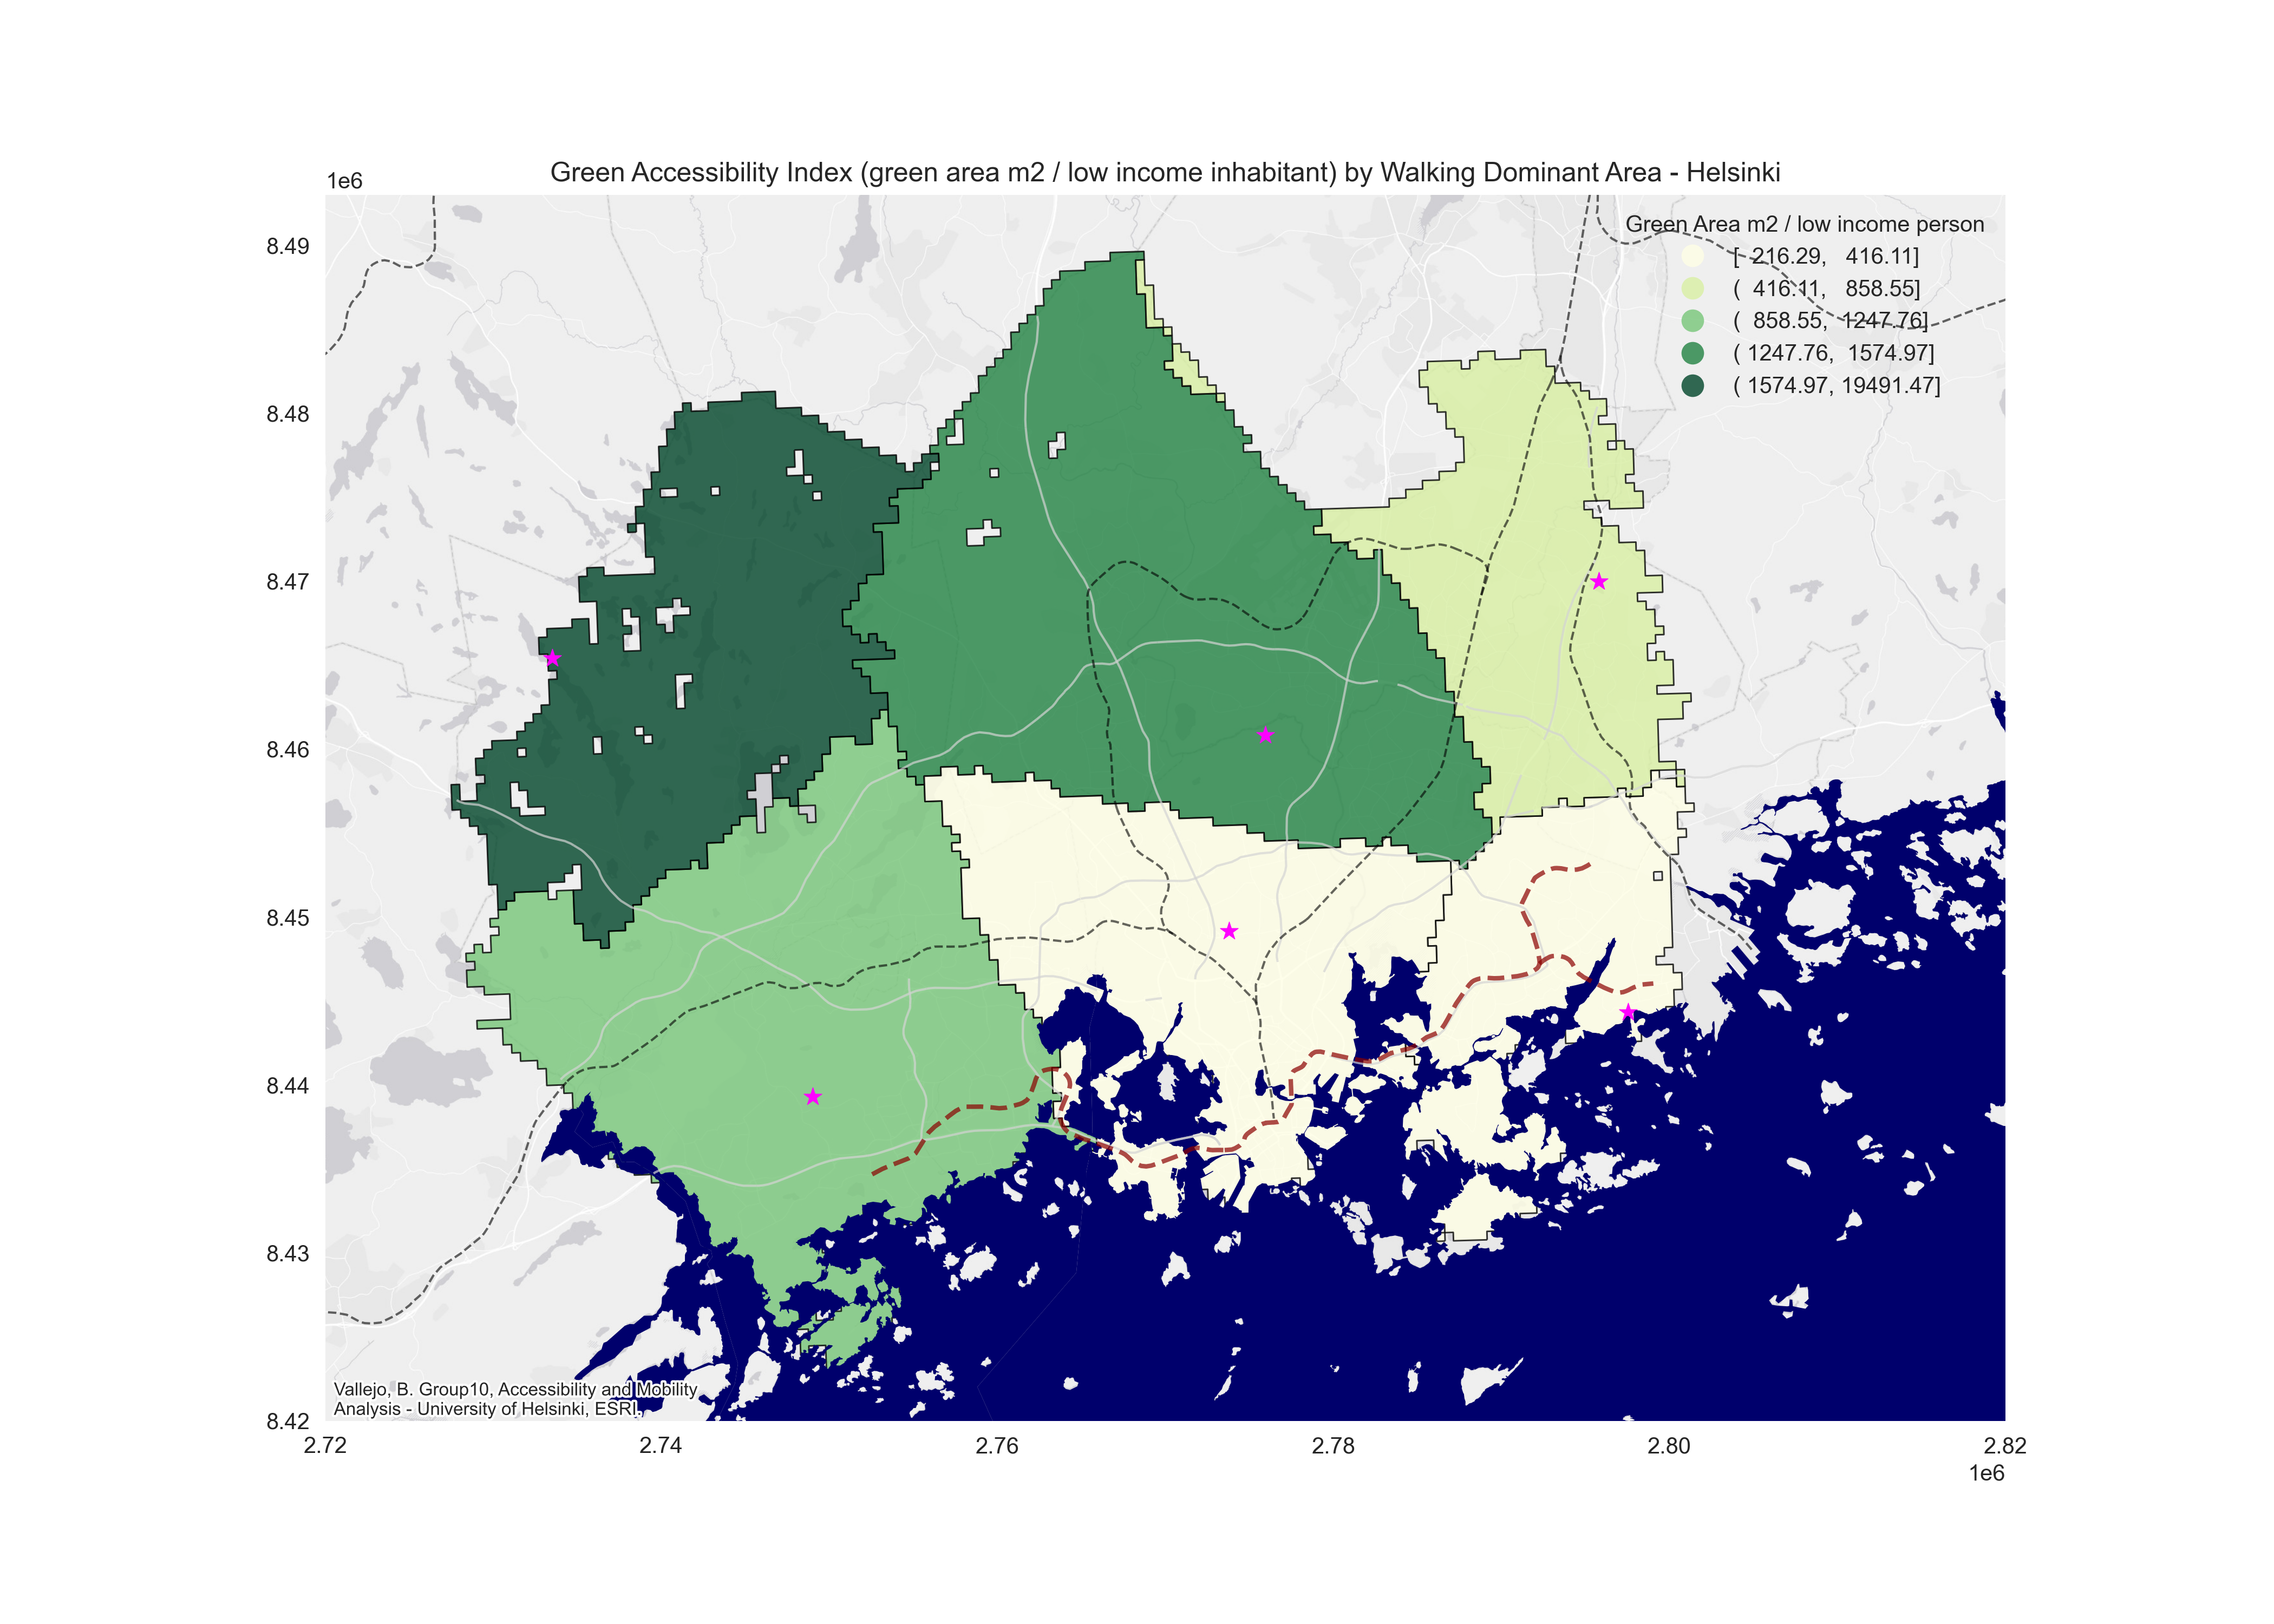 Green Accessibility Index (green area m2 / low income inhabitant) by Walking Dominant Area - Helsinki
1e6
Green Area m2 / low income person
[ 216.29, 416.11]
( 416.11, 858.55]
( 858.55, 1247.76]
( 1247.76, 1574.97]
( 1574.97, 19491.47]
8.49
8.48
8.47
8.46
8.45
8.44
8.43
8.42
Vallejo, B. Group10, Accessibility and Mobility
Analysis - University of Helsinki, ESRI.
2.72 2.74 2.76 2.78 2.80 2.82
1e6